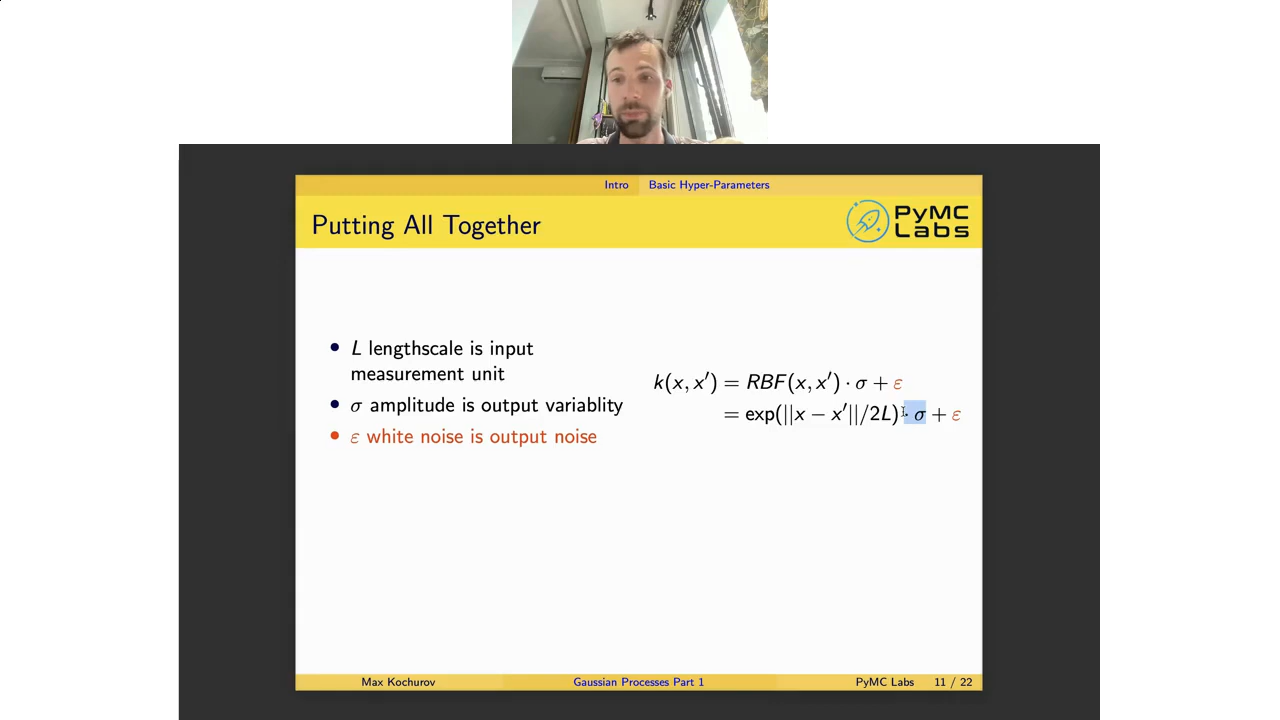 Intro Basic Hyper-Parameters
Putting All Together
PyMC
Labs
• L lengthscale is input
measurement unit
• σ amplitude is output variablity
• ε white noise is output noise
k(x, x′) = RBF(x, x′) · σ + ε
= exp(||x − x′||/2L) · σ + ε
Max Kochurov Gaussian Processes Part 1 PyMC Labs 11 / 22